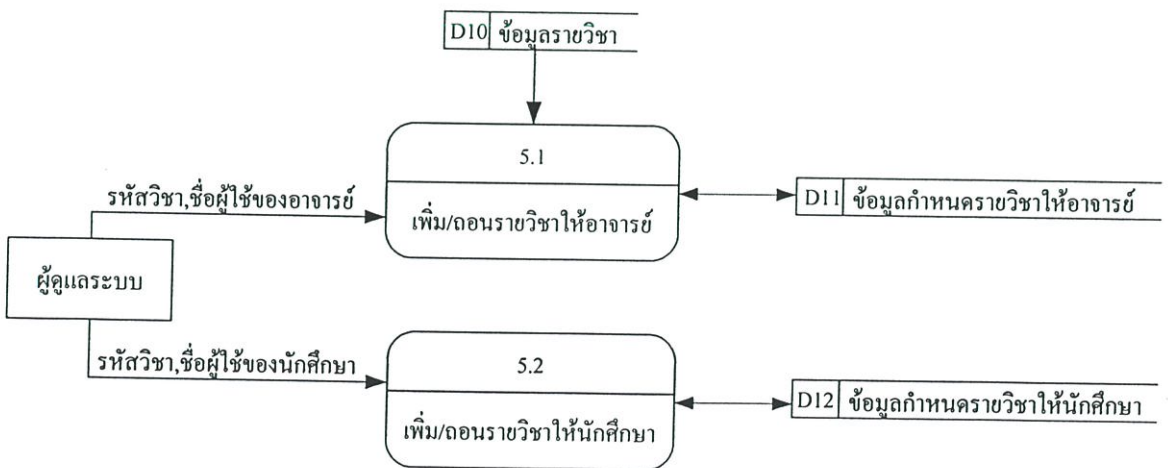 D10 ข้อมูลรายวิชา
5.1
รหัสวิชา,ชื่อผู้ใช้ของอาจารย์
เพิ่ม/ถอนรายวิชาให้อาจารย์
D11 ข้อมูลกำหนดรายวิชาให้อาจารย์
ผู้ดูแลระบบ
รหัสวิชา,ชื่อผู้ใช้ของนักศึกษา
5.2
เพิ่ม/ถอนรายวิชาให้นักศึกษา
D12 ข้อมูลกำหนดรายวิชาให้นักศึกษา